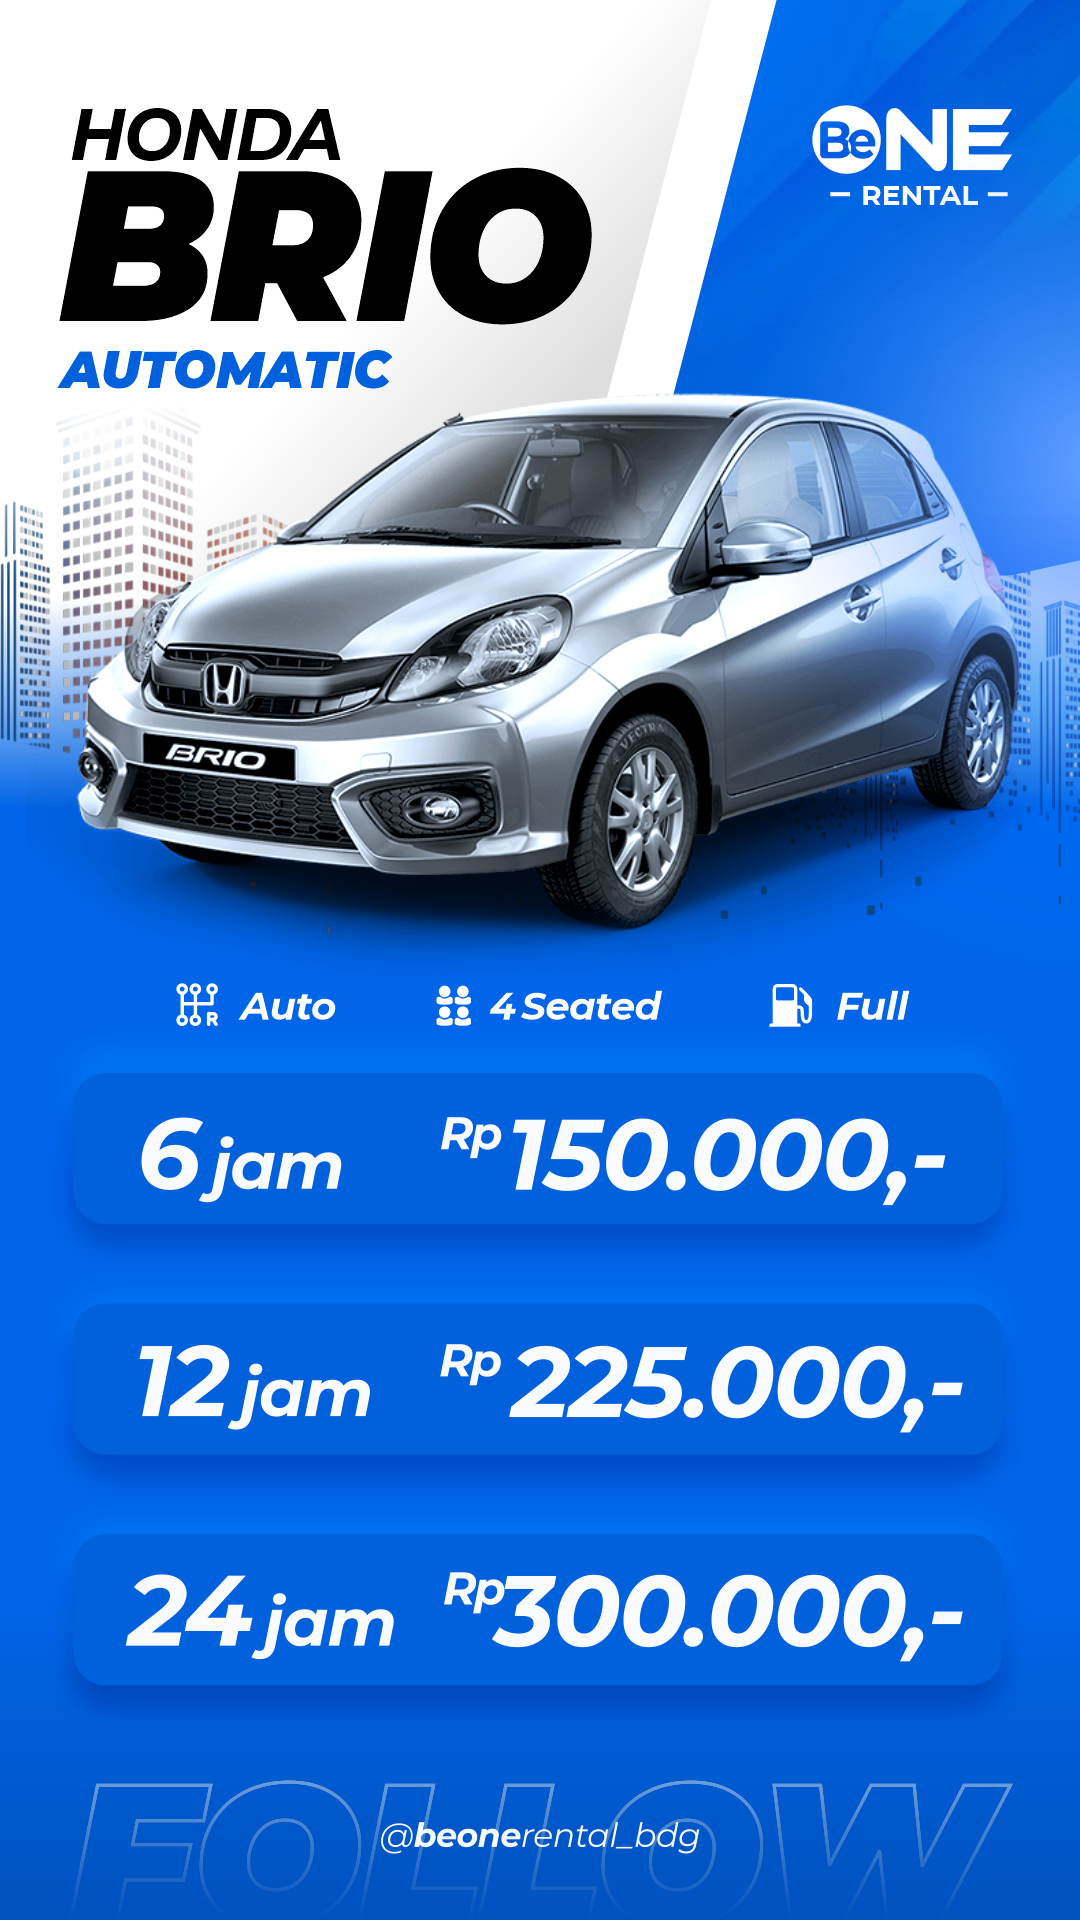 HONDA
BRIO
AUTOMATIC
BeONE
RENTAL
BRIO
VECTRA
R
Auto
4 Seated
Full
6 jam Rp 150.000,-
12 jam Rp 225.000,-
24 jam Rp 300.000,-
FOLLOW
@beonerental_bdg